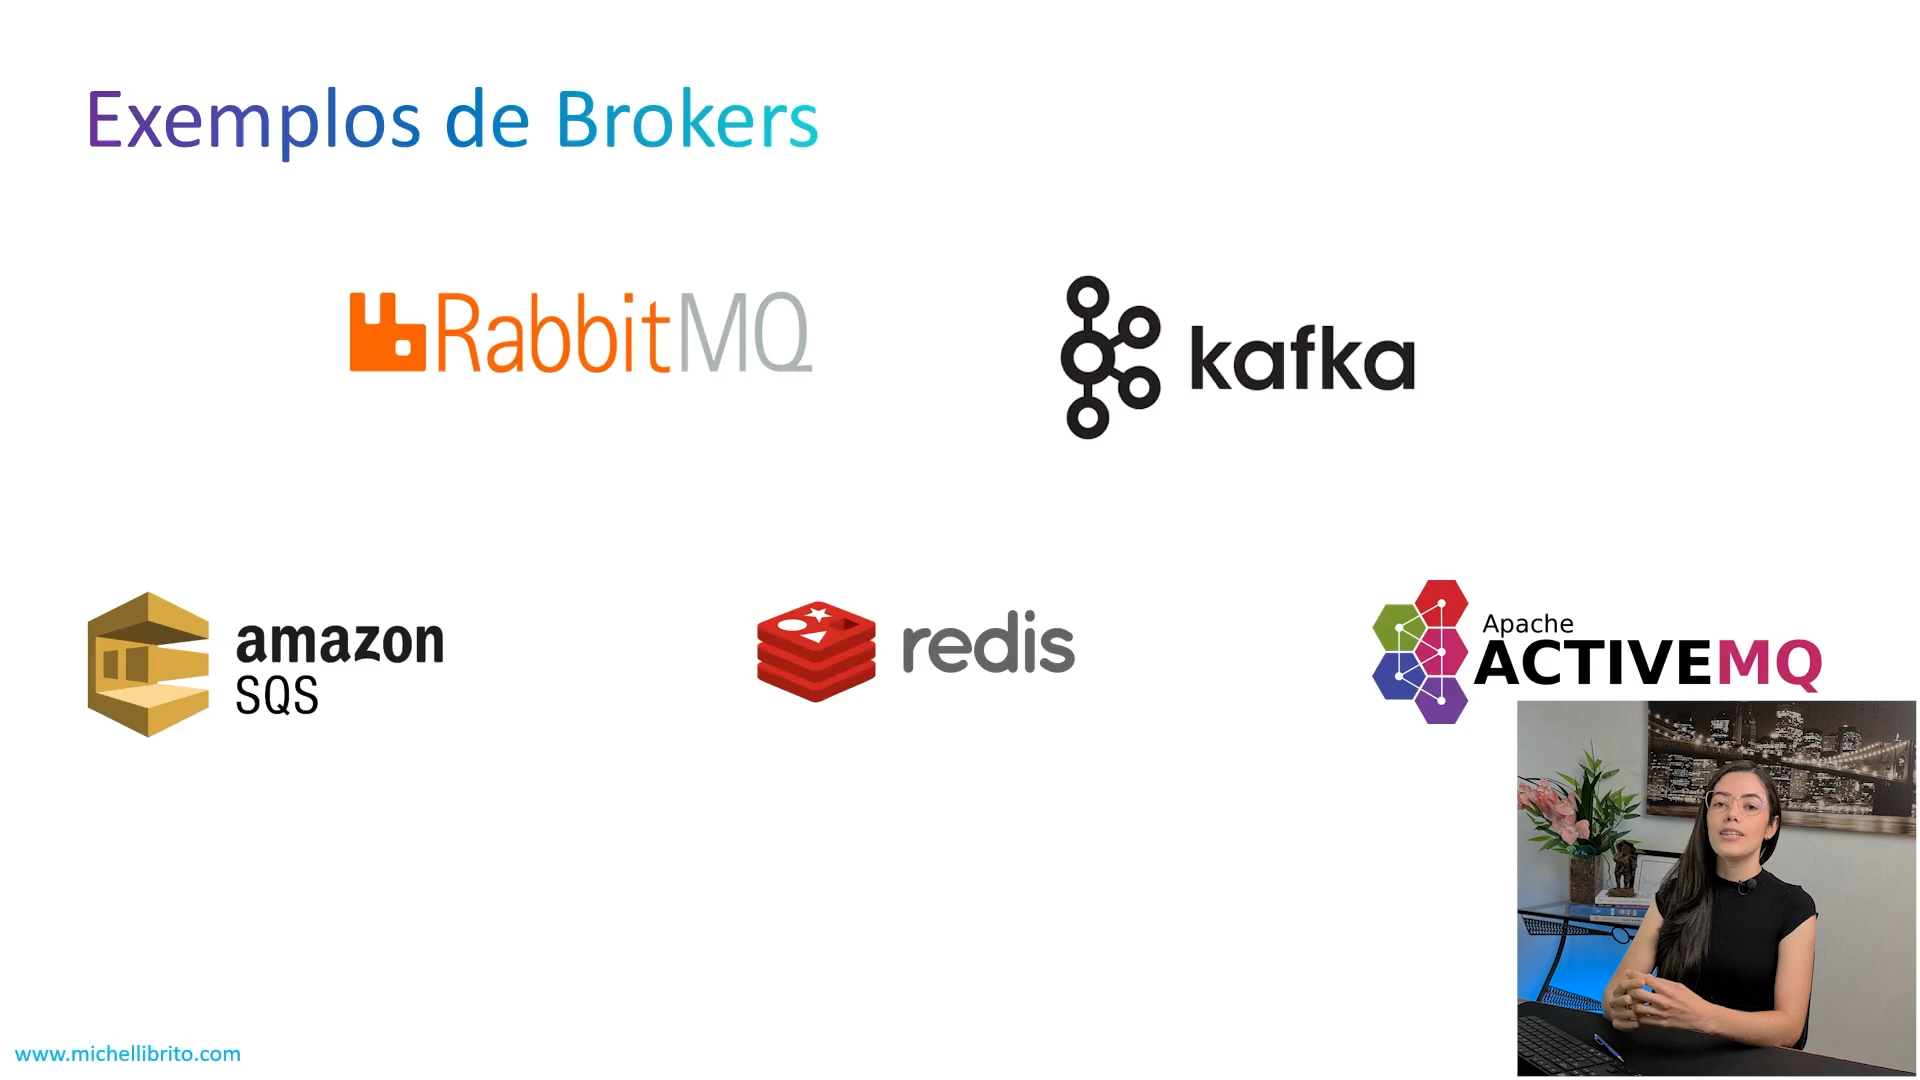 Exemplos de Brokers
RabbitMQ
kafka
amazon
SQS
redis
Apache
ACTIVEMQ
www.michellibrito.com